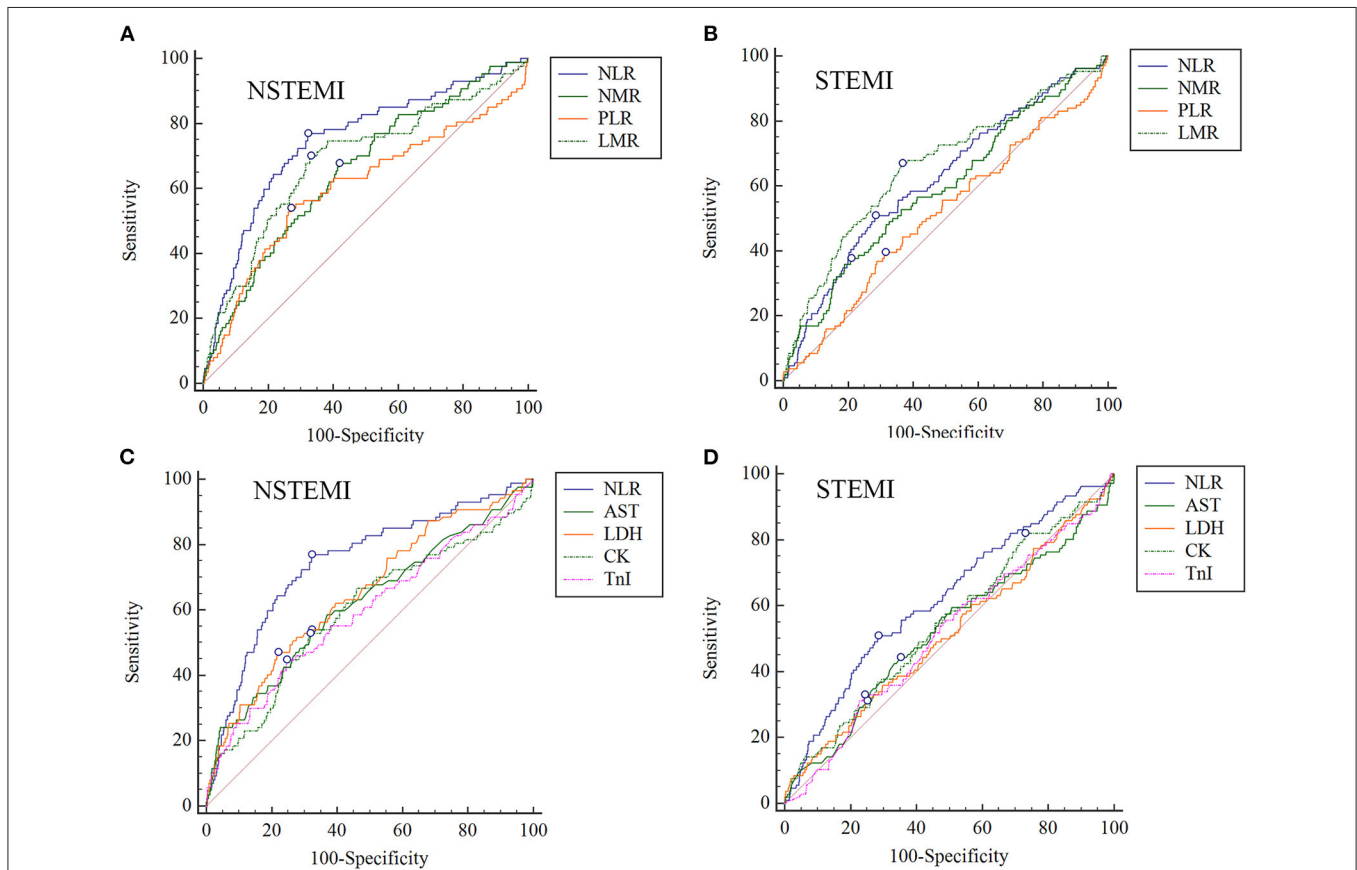 A
NSTEMI
NLR
NMR
PLR
LMR
Sensitivity
100
80
60
40
20
0
0 20 40 60 80 100
100-Specificity
B
STEMI
NLR
NMR
PLR
LMR
Sensitivity
100
80
60
40
20
0
0 20 40 60 80 100
100-Specificity
C
NSTEMI
NLR
AST
LDH
CK
TnI
Sensitivity
100
80
60
40
20
0
0 20 40 60 80 100
100-Specificity
D
STEMI
NLR
AST
LDH
CK
TnI
Sensitivity
100
80
60
40
20
0
0 20 40 60 80 100
100-Specificity